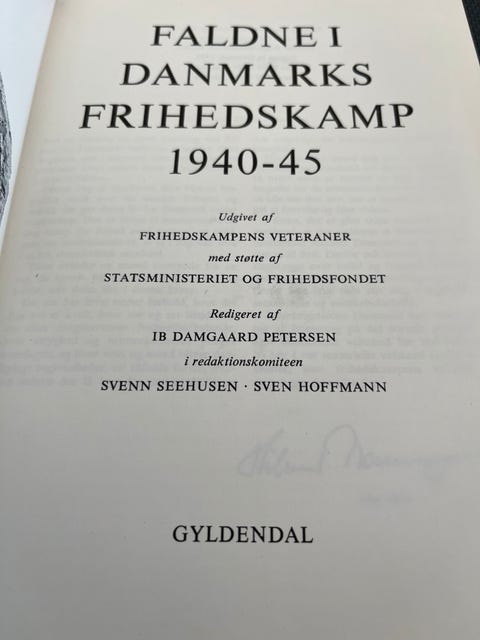 FALDNE I
DANMARKS
FRIHEDSKAMP
1940-45
Udgivet af
FRIHEDSKAMPENS VETERANER
med støtte af
STATSMINISTERIET OG FRIHEDSFONDET
Redigeret af
IB DAMGAARD PETERSEN
i redaktionskomiteen
SVENN SEEHUSEN · SVEN HOFFMANN
GYLDENDAL